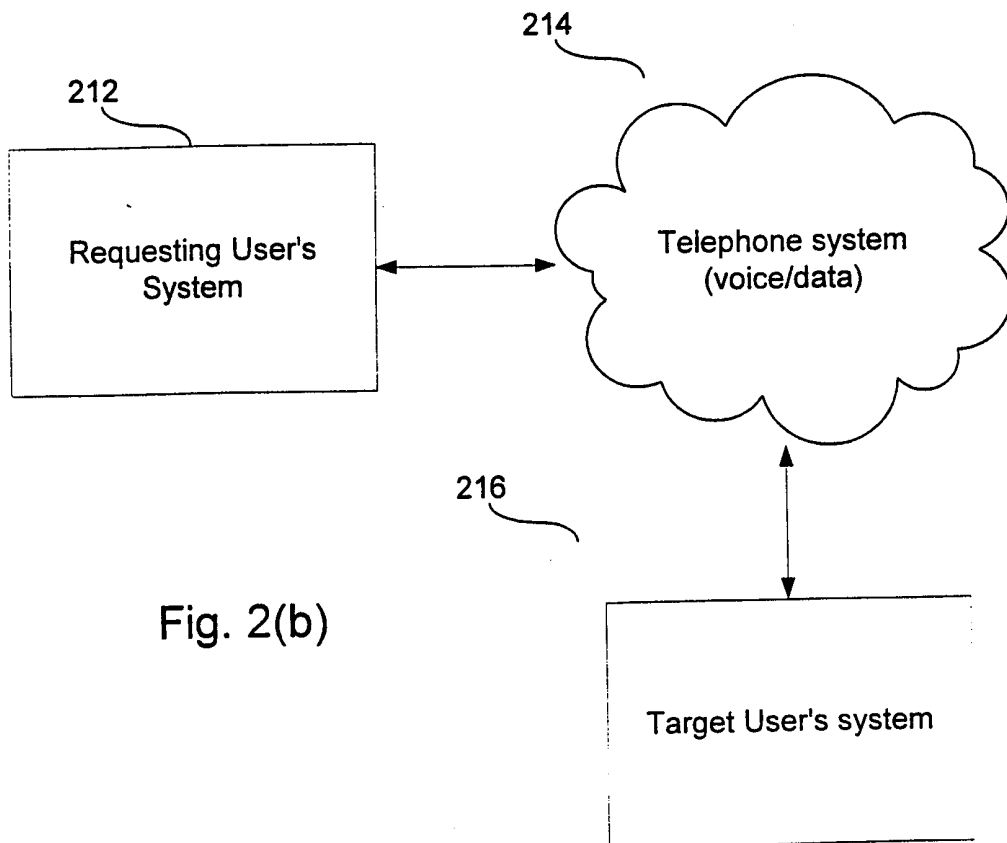 214
212
Requesting User's
System
Telephone system
(voice/data)
216
Fig. 2(b)
Target User's system